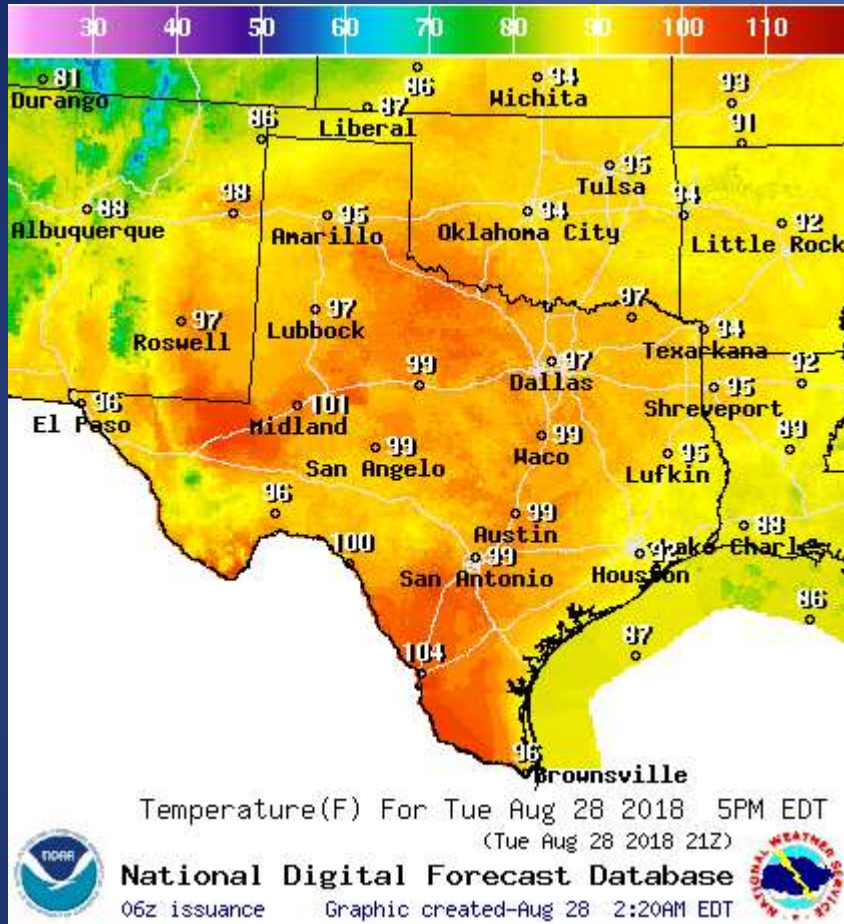 30 40 50 60 70 80 90 100 110
81 86 94 93
Durango 87 Wichita
86 Liberal 91
95
Tulsa
88 98 95 94 94 92
Albuquerque Amarillo Oklahoma City Little Rock
97 97 97
Roswell Lubbock 94
Texarkana
99 97 92
Dallas 95
96 101 Shreveport
El Paso Midland
99 99 95 89
San Angelo Waco Lufkin
96 99 88
Austin
100 99 92 Lake Charles
San Antonio Houston
86
104 87
96
Brownsville
Temperature(F) For Tue Aug 28 2018 5PM EDT
(Tue Aug 28 2018 21Z)
National Digital Forecast Database
06z issuance Graphic created-Aug 28 2:20AM EDT
NOAA
NATIONAL WEATHER SERVICE